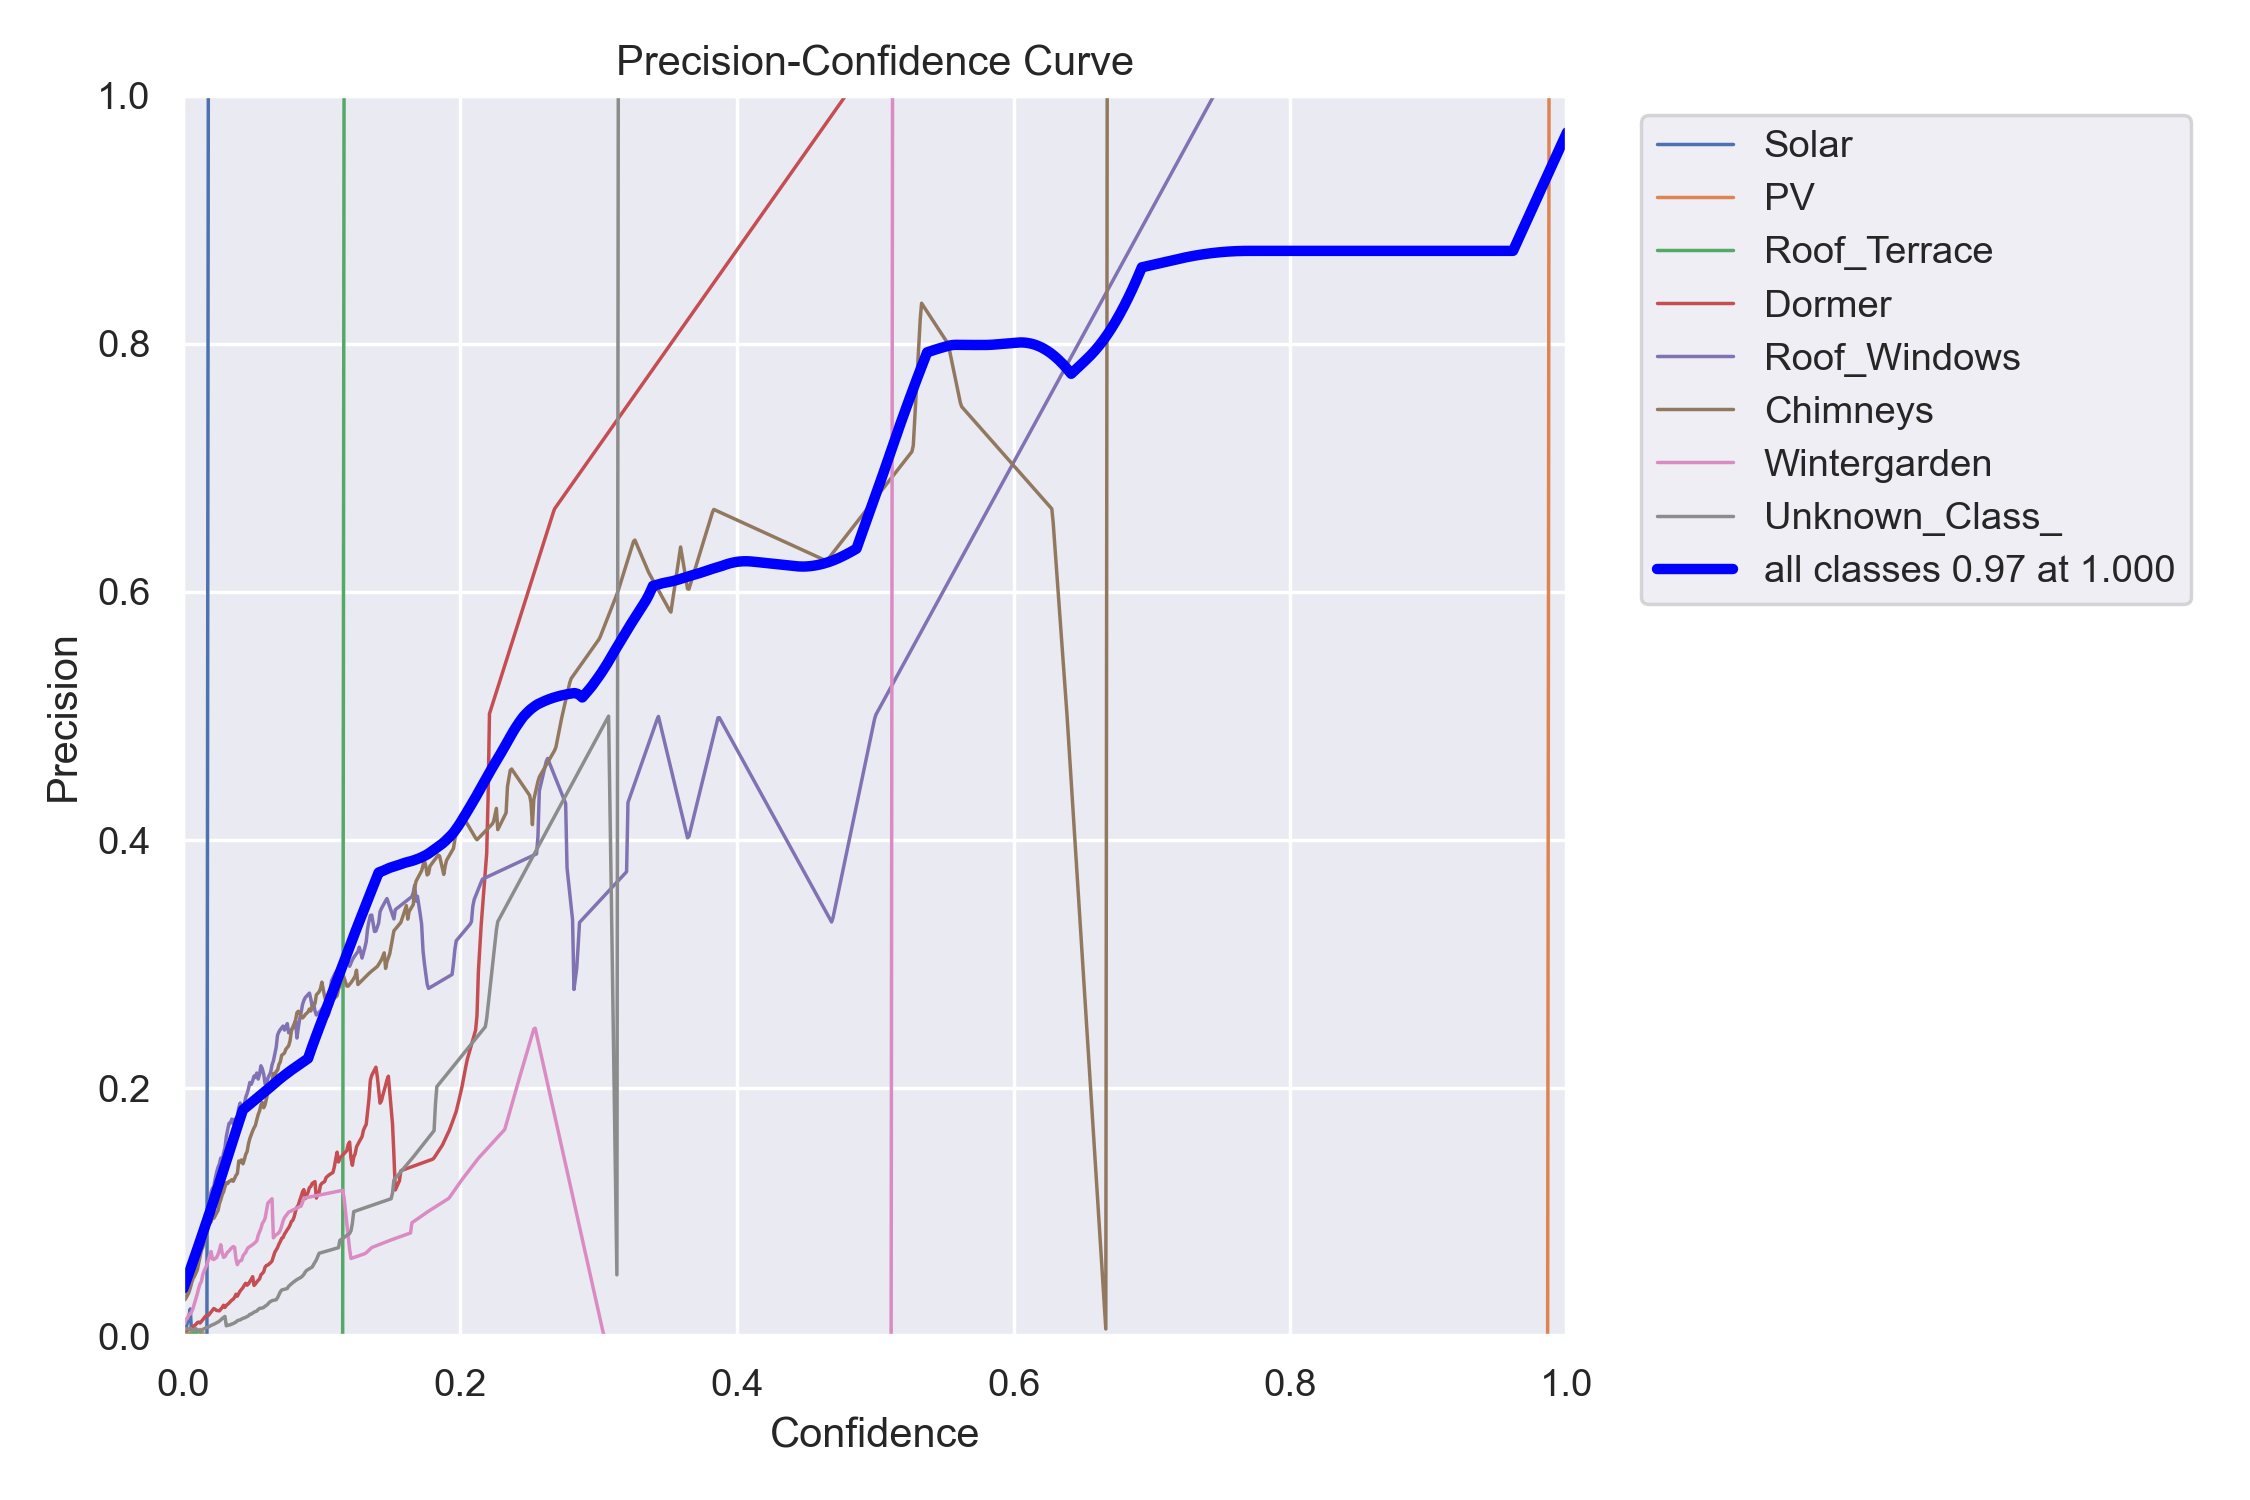 Precision-Confidence Curve
1.0
0.8
0.6
0.4
0.2
0.0
Precision
0.0 0.2 0.4 0.6 0.8 1.0
Confidence
Solar
PV
Roof_Terrace
Dormer
Roof_Windows
Chimneys
Wintergarden
Unknown_Class_
all classes 0.97 at 1.000